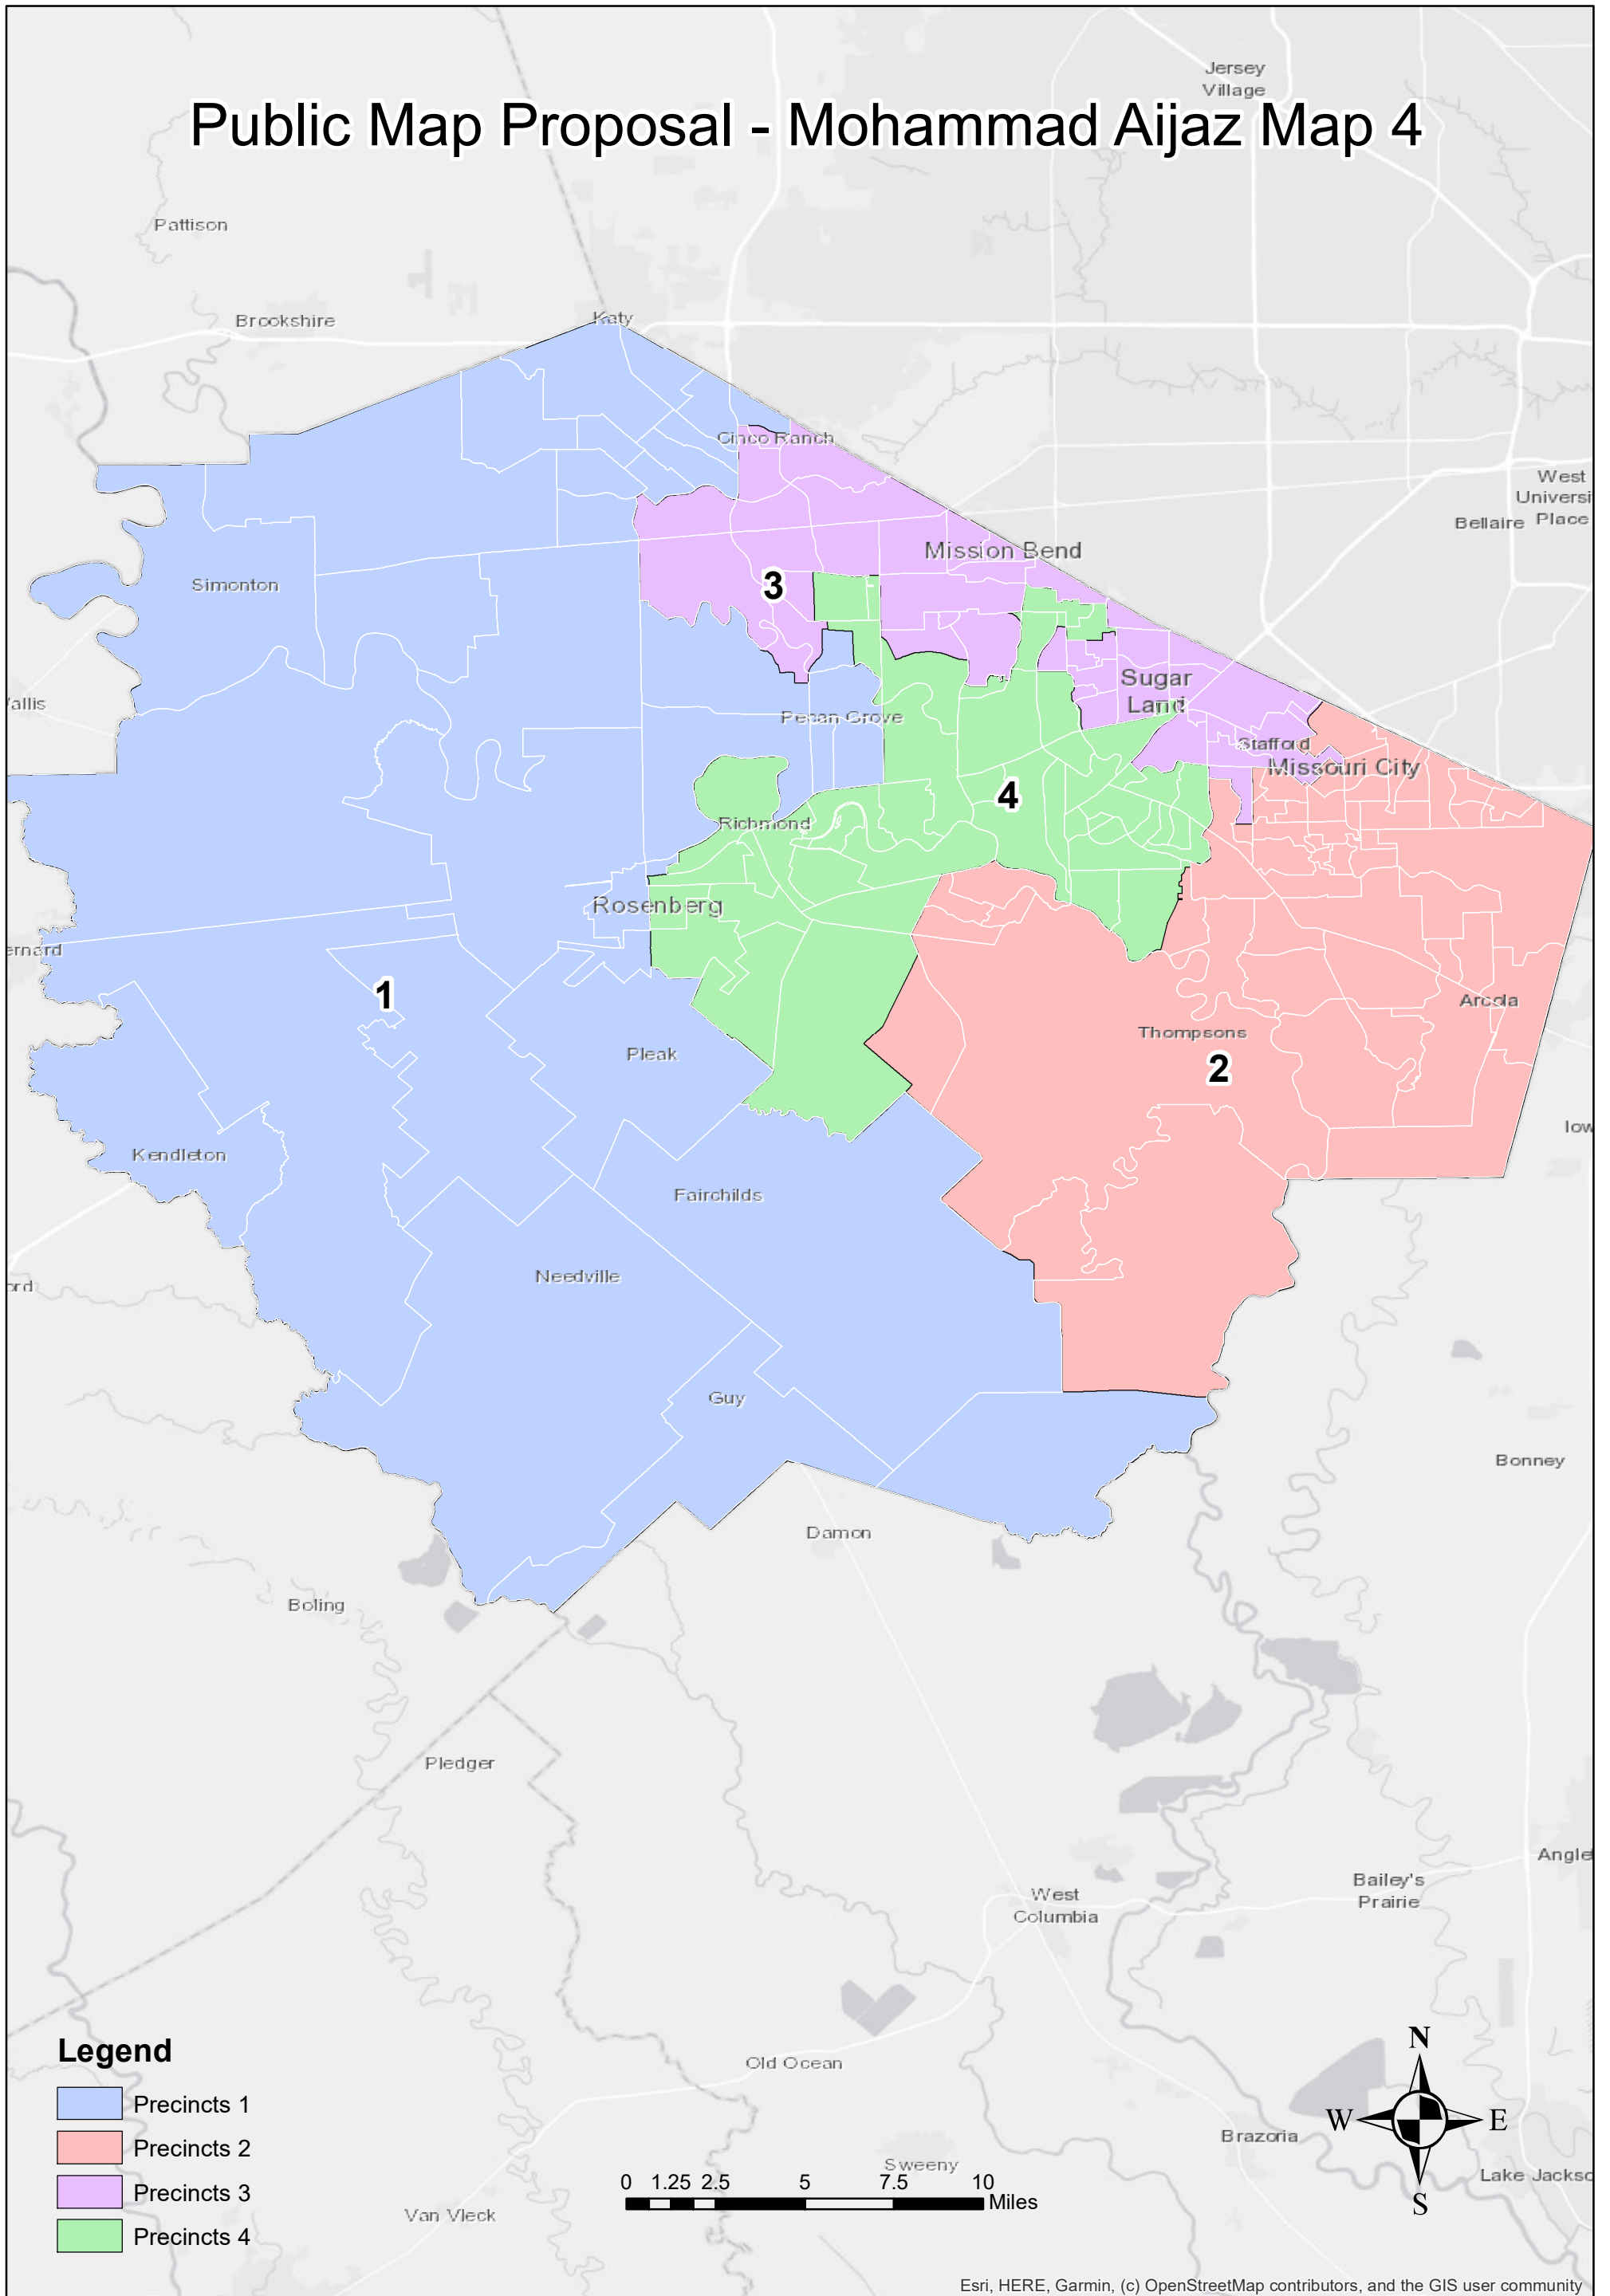 Jersey
Village
Public Map Proposal - Mohammad Aijaz Map 4
Pattison
Brookshire
Katy
Cinco Ranch
West
Universi
Bellaire Place
Mission Bend
3
Simonton
Sugar
Land
allis
Pecan Grove
Stafford
Missouri City
4
Richmond
Rosenberg
ernard
1
Arcola
Thompsons
Pleak
2
Iow
Kendleton
Fairchilds
Needville
ord
Guy
Bonney
Damon
Boling
Pledger
Angle
Bailey's
Prairie
West
Columbia
Old Ocean
Brazoria
Sweeny
Lake Jackso
Van Vleck
Legend
Precincts 1
Precincts 2
Precincts 3
Precincts 4
0 1.25 2.5 5 7.5 10
Miles
N
W E
S
Esri, HERE, Garmin, (c) OpenStreetMap contributors, and the GIS user community